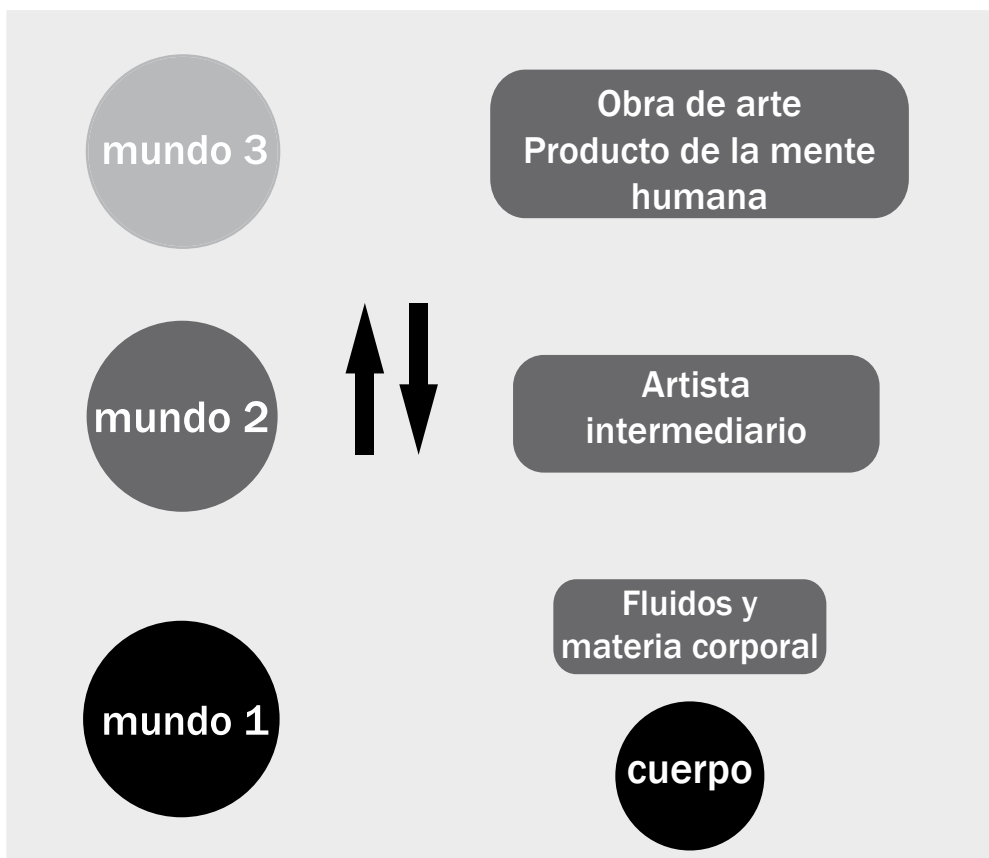 mundo 3
Obra de arte
Producto de la mente
humana
mundo 2
Artista
intermediario
mundo 1
Fluidos y
materia corporal
cuerpo